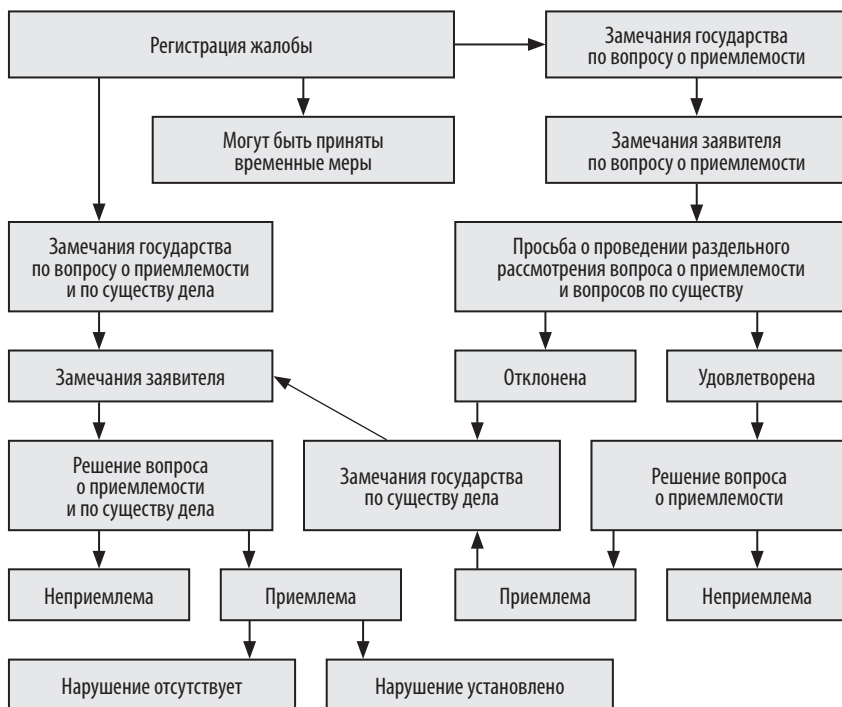 Регистрация жалобы
Замечания государства
по вопросу о приемлемости
Могут быть приняты
временные меры
Замечания заявителя
по вопросу о приемлемости
Замечания государства
по вопросу о приемлемости
и по существу дела
Просьба о проведении раздельного
рассмотрения вопроса о приемлемости
и вопросов по существу
Замечания заявителя
Отклонена
Удовлетворена
Решение вопроса
о приемлемости
и по существу дела
Замечания государства
по существу дела
Решение вопроса
о приемлемости
Неприемлема
Приемлема
Приемлема
Неприемлема
Нарушение отсутствует
Нарушение установлено